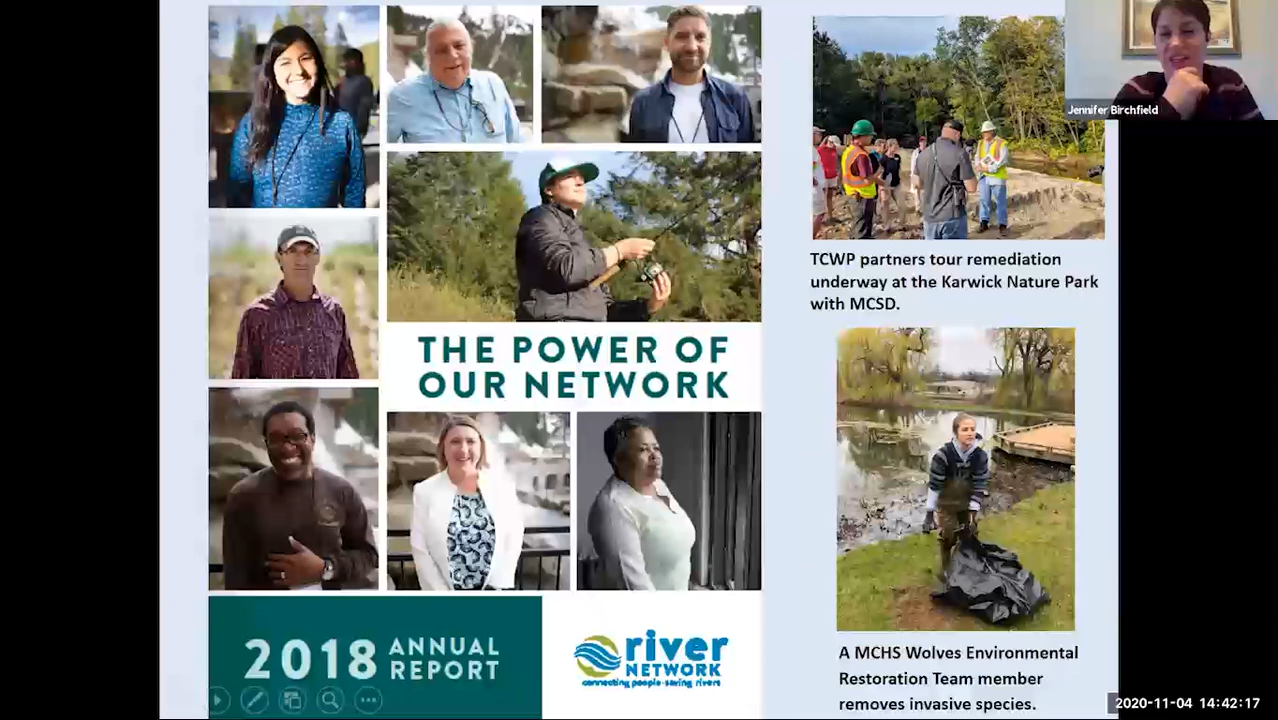 THE POWER OF
OUR NETWORK
2018 ANNUAL
REPORT
river
NETWORK
connecting people·saving rivers
Jennifer Birchfield
TCWP partners tour remediation
underway at the Karwick Nature Park
with MCSD.
A MCHS Wolves Environmental
Restoration Team member
removes invasive species.
2020-11-04 14:42:17